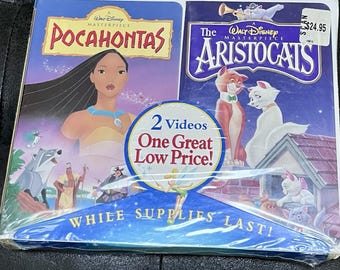 A
WALT DISNEY
MASTERPIECE
POCAHONTAS
A
WALT DISNEY
MASTERPIECE
The
ARISTOCATS
$24.95
2 Videos
One Great
Low Price!
WHILE SUPPLIES LAST!